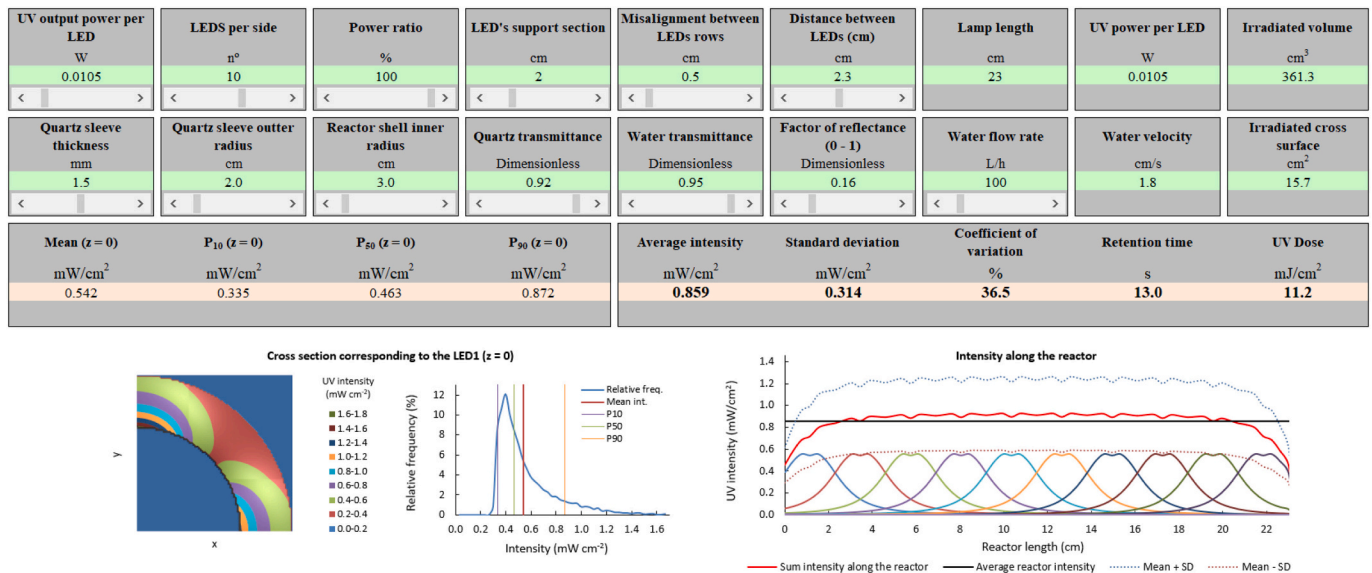 UV output power per LED LEDS per side Power ratio LED's support section Misalignment between LEDs rows Distance between LEDs (cm) Lamp length UV power per LED Irradiated volume
W nº % cm cm cm cm W cm³
0.0105 10 100 2 0.5 2.3 23 0.0105 361.3
Quartz sleeve thickness Quartz sleeve outter radius Reactor shell inner radius Quartz transmittance Water transmittance Factor of reflectance (0 - 1) Water flow rate Water velocity Irradiated cross surface
mm cm cm Dimensionless Dimensionless Dimensionless L/h cm/s cm²
1.5 2.0 3.0 0.92 0.95 0.16 100 1.8 15.7
Mean (z = 0) P₁₀ (z = 0) P₅₀ (z = 0) P₉₀ (z = 0) Average intensity Standard deviation Coefficient of variation Retention time UV Dose
mW/cm² mW/cm² mW/cm² mW/cm² mW/cm² mW/cm² % s mJ/cm²
0.542 0.335 0.463 0.872 0.859 0.314 36.5 13.0 11.2
Cross section corresponding to the LED1 (z = 0)
y
x
UV intensity
(mW cm⁻²)
1.6-1.8
1.4-1.6
1.2-1.4
1.0-1.2
0.8-1.0
0.6-0.8
0.4-0.6
0.2-0.4
0.0-0.2
Relative frequency (%)
12
10
8
6
4
2
0
0.0 0.2 0.4 0.6 0.8 1.0 1.2 1.4 1.6
Intensity (mW cm⁻²)
Relative freq.
Mean int.
P10
P50
P90
Intensity along the reactor
UV intensity (mW/cm²)
1.4
1.2
1.0
0.8
0.6
0.4
0.2
0.0
0 2 4 6 8 10 12 14 16 18 20 22
Reactor length (cm)
Sum intensity along the reactor Average reactor intensity Mean + SD Mean - SD